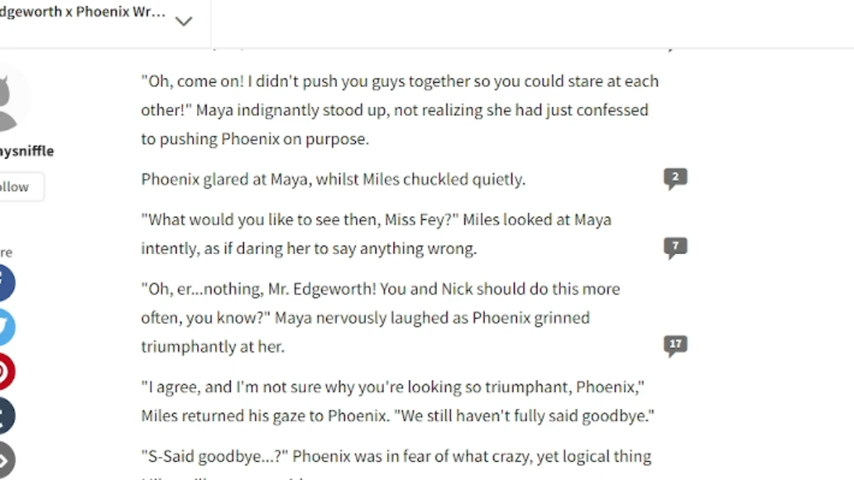 dgeworth x Phoenix Wr...
"Oh, come on! I didn't push you guys together so you could stare at each
other!" Maya indignantly stood up, not realizing she had just confessed
to pushing Phoenix on purpose.
aysniffle
ollow
Phoenix glared at Maya, whilst Miles chuckled quietly.
2
"What would you like to see then, Miss Fey?" Miles looked at Maya
intently, as if daring her to say anything wrong.
7
re
"Oh, er...nothing, Mr. Edgeworth! You and Nick should do this more
often, you know?" Maya nervously laughed as Phoenix grinned
triumphantly at her.
17
"I agree, and I'm not sure why you're looking so triumphant, Phoenix,"
Miles returned his gaze to Phoenix. "We still haven't fully said goodbye."
"S-Said goodbye...?" Phoenix was in fear of what crazy, yet logical thing